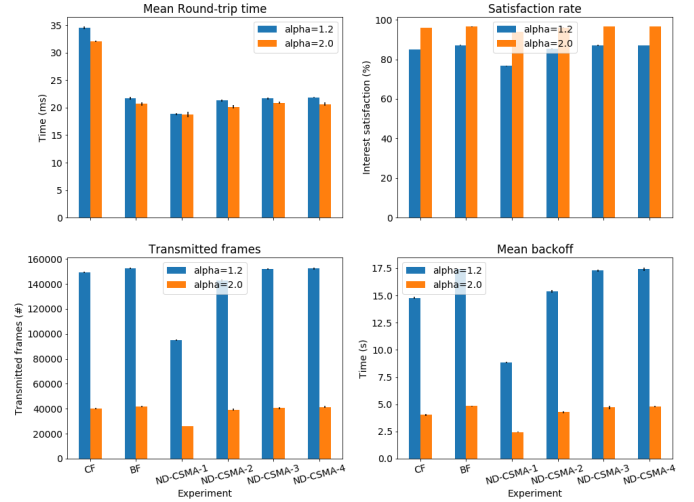 Mean Round-trip time
Time (ms)
35
30
25
20
15
10
5
0
alpha=1.2
alpha=2.0
Satisfaction rate
Interest satisfaction (%)
100
80
60
40
20
0
alpha=1.2
alpha=2.0
Transmitted frames
Transmitted frames (#)
160000
140000
120000
100000
80000
60000
40000
20000
0
alpha=1.2
alpha=2.0
CF
BF
ND-CSMA-1
ND-CSMA-2
ND-CSMA-3
ND-CSMA-4
Experiment
Mean backoff
Time (s)
17.5
15.0
12.5
10.0
7.5
5.0
2.5
0.0
alpha=1.2
alpha=2.0
CF
BF
ND-CSMA-1
ND-CSMA-2
ND-CSMA-3
ND-CSMA-4
Experiment